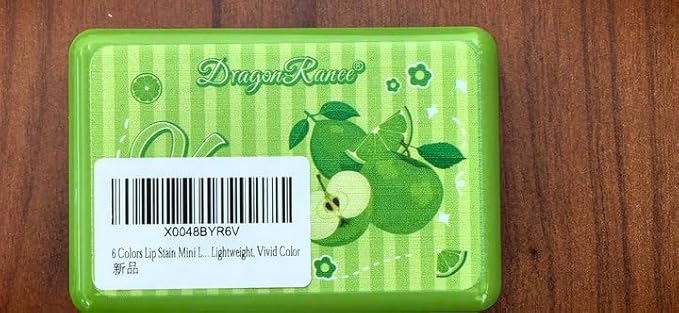 DragonRanee®
X0048BYR6V
6 Colors Lip Stain Mini L... Lightweight, Vivid Color
新品